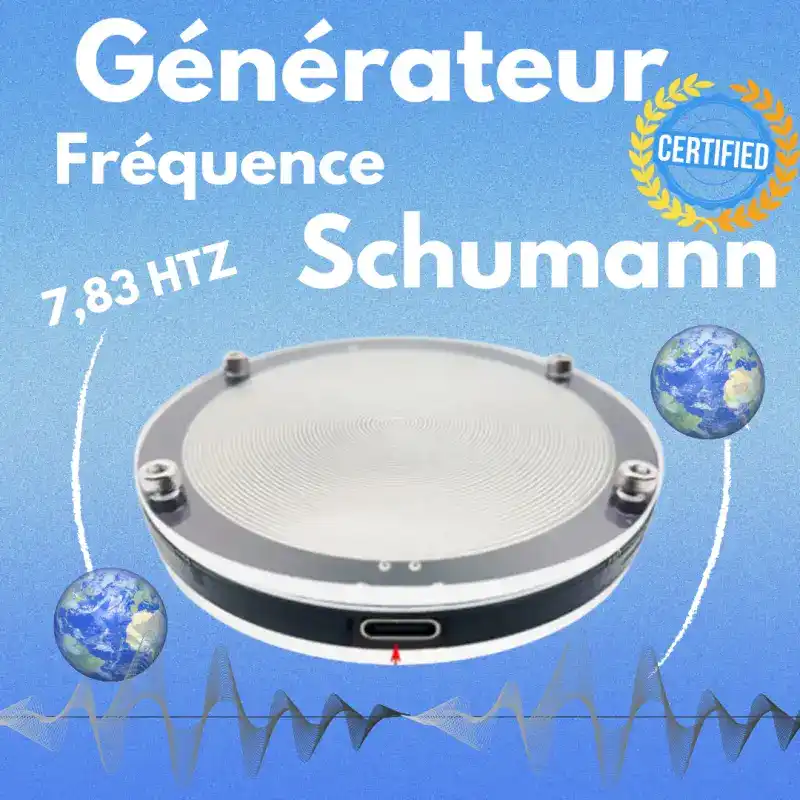 Générateur
CERTIFIED
Fréquence
Schumann
7,83 HTZ